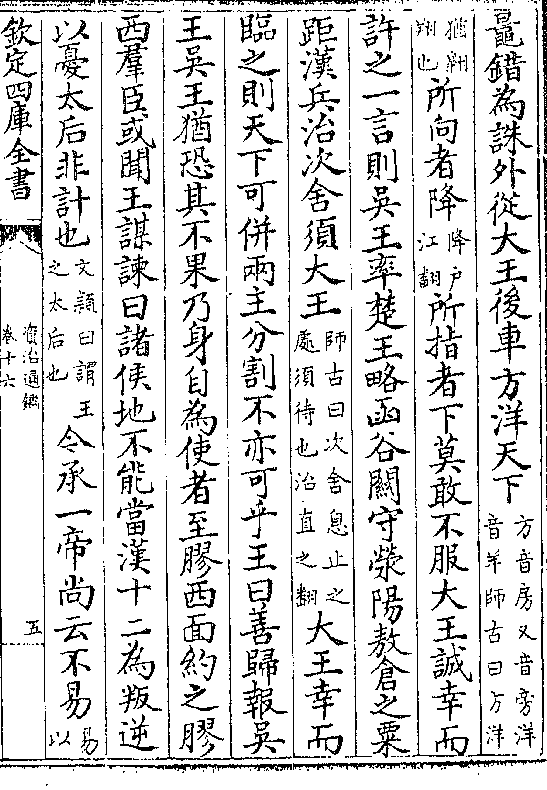 鼂錯為誅外從大王後車方洋天下方音房又音旁洋音羊師古曰方洋
猶翺翔也所向者降降户江翻所指者下莫敢不服大王誠幸而
許之一言則吳王率楚王略函谷關守滎陽敖倉之粟
距漢兵治次舍須大王師古曰次舍息止之處須待也治直之翻大王幸而
臨之則天下可併兩主分割不亦可乎王曰善歸報吳
王吳王猶恐其不果乃身自為使者至膠西面約之膠
西羣臣或聞王謀諫曰諸侯地不能當漢十二為叛逆
以憂太后非計也文頴曰謂王之太后也今承一帝尚云不易易以
欽定四庫全書
資治通鑑
卷十六
五